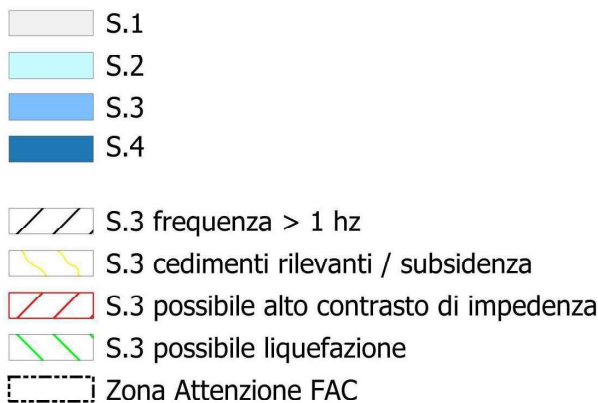 S.1
S.2
S.3
S.4
S.3 frequenza > 1 hz
S.3 cedimenti rilevanti / subsidenza
S.3 possibile alto contrasto di impedenza
S.3 possibile liquefazione
Zona Attenzione FAC